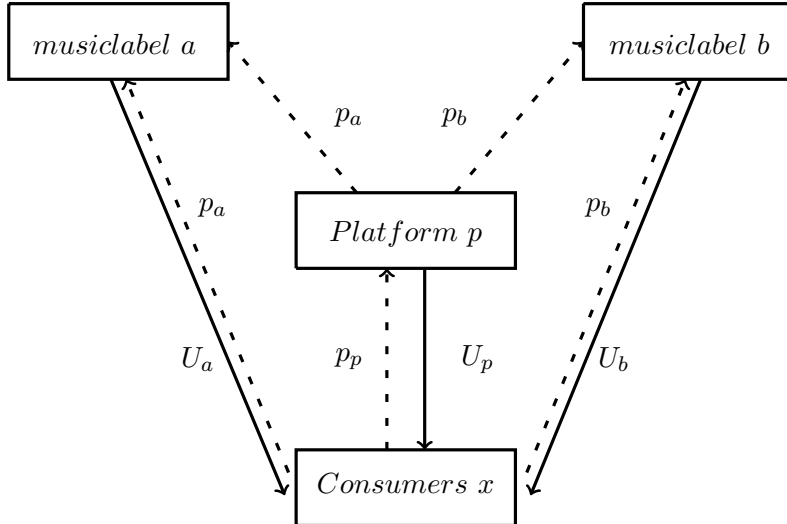 musiclabel a
musiclabel b
p_a
p_b
p_a
p_b
Platform p
U_a
p_p
U_p
U_b
Consumers x